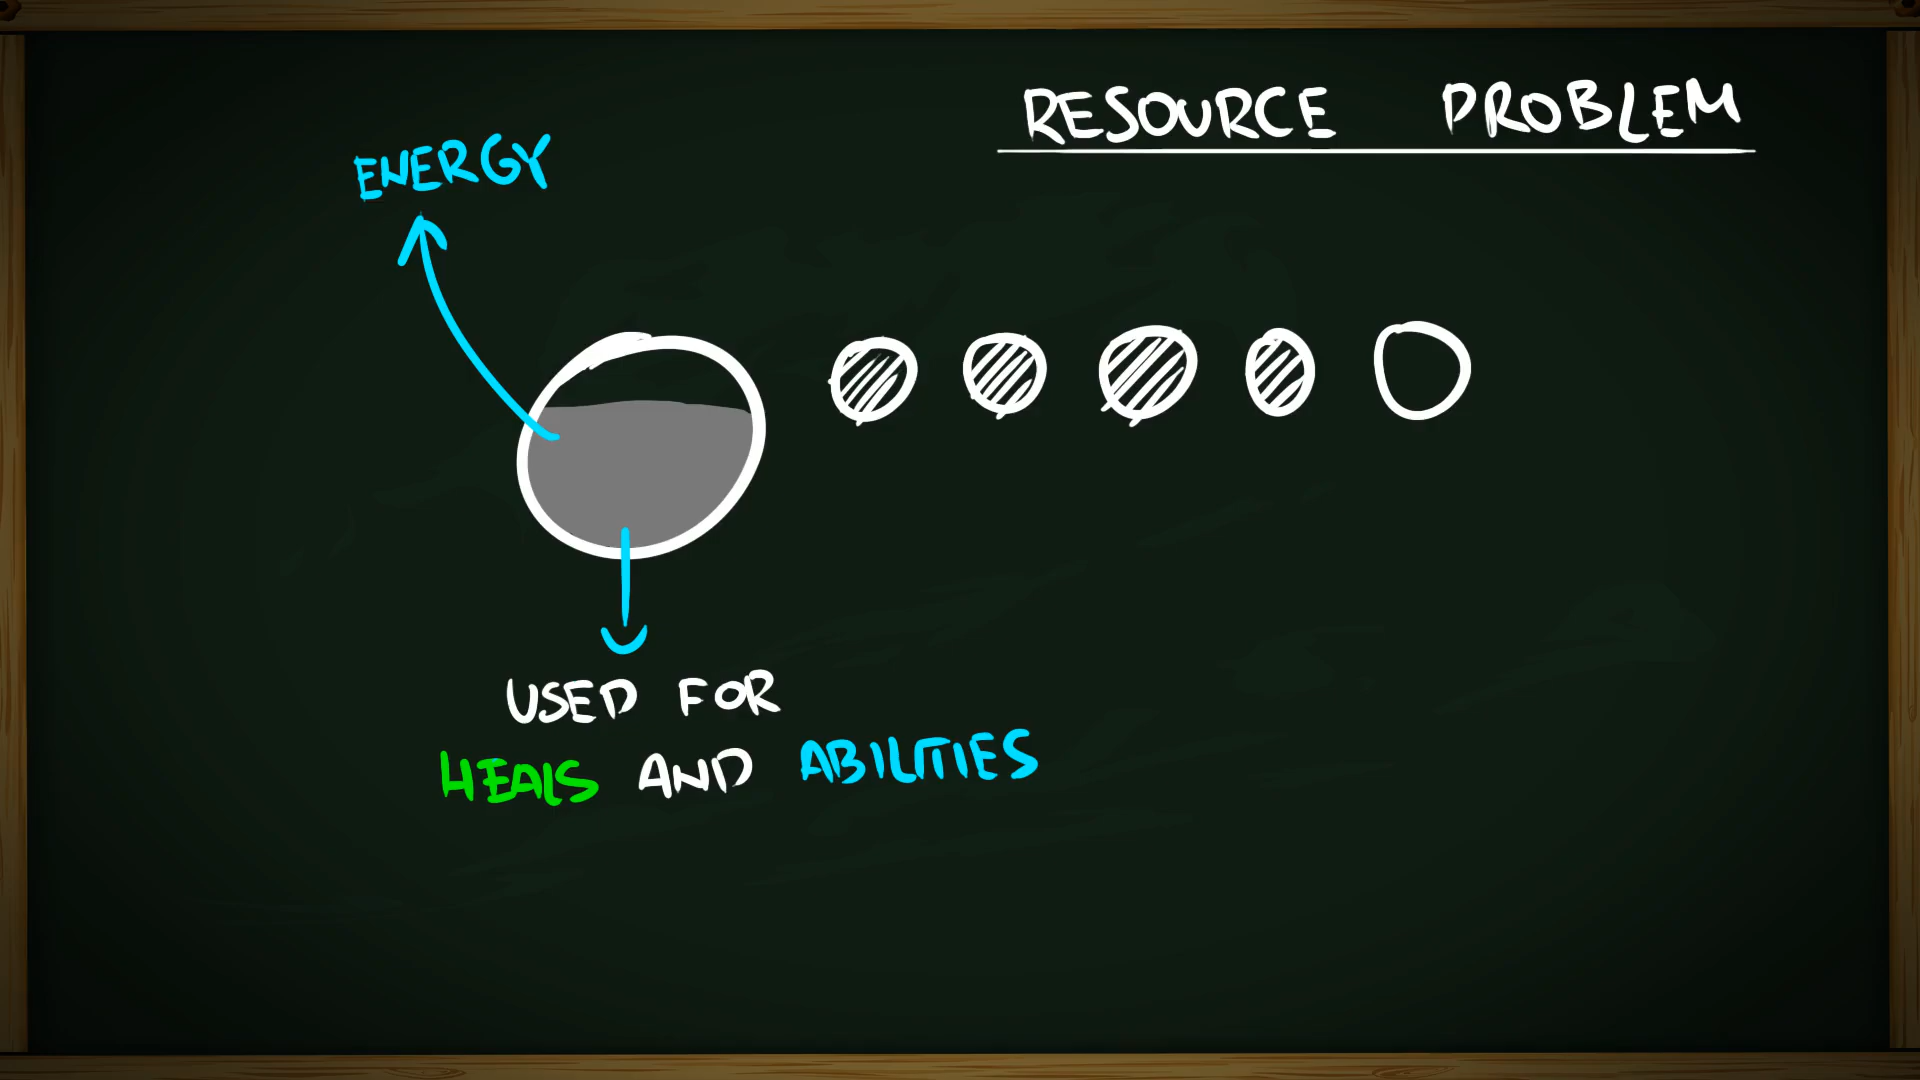 RESOURCE PROBLEM
ENERGY
USED FOR
HEALS AND ABILITIES